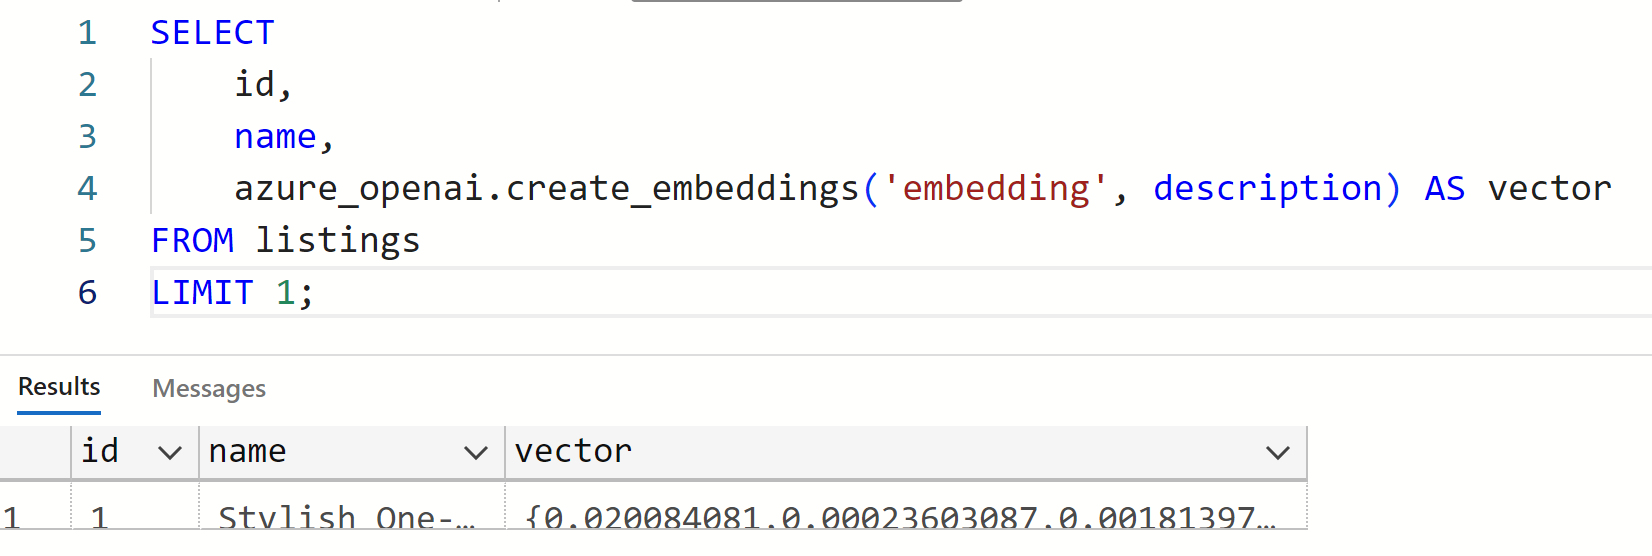 1 SELECT
2 id,
3 name,
4 azure_openai.create_embeddings('embedding', description) AS vector
5 FROM listings
6 LIMIT 1;
Results Messages
id name vector
1 1 Stylish One-… {0.020084081,0.00023603087,0.00181397…